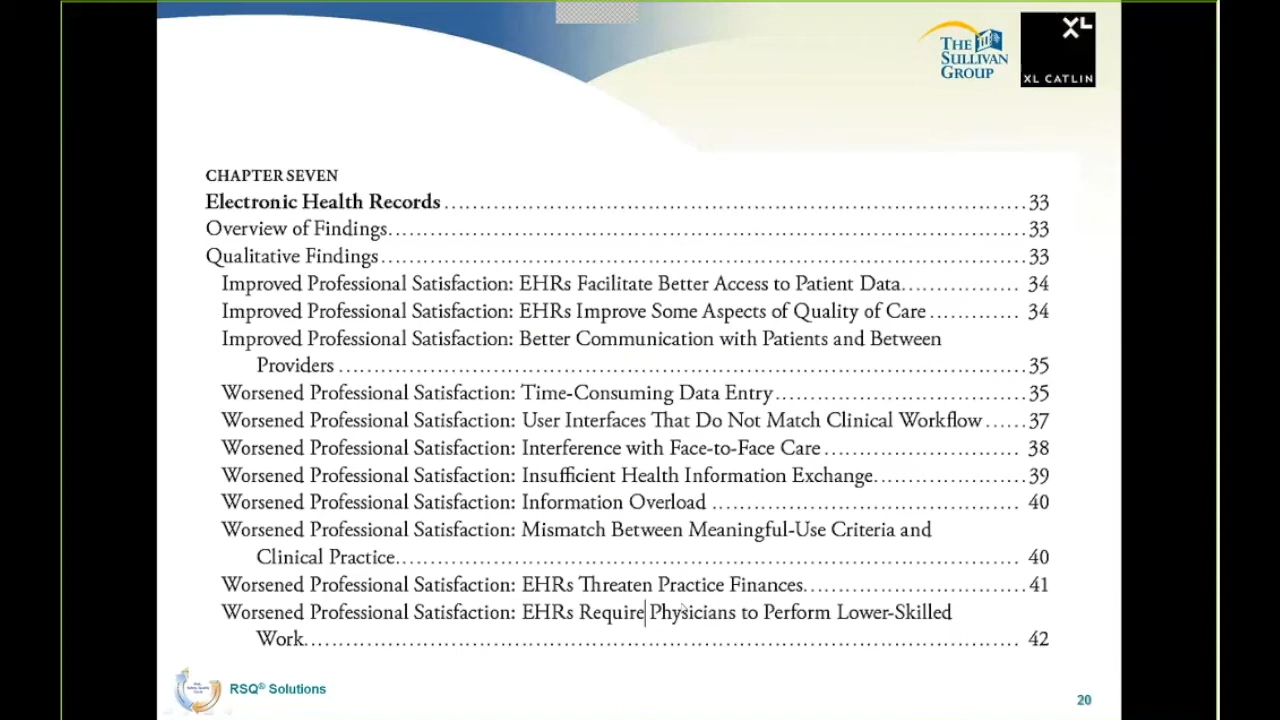 THE
SULLIVAN
GROUP
XL
XL CATLIN
CHAPTER SEVEN
Electronic Health Records........................................................33
Overview of Findings........................................................33
Qualitative Findings........................................................33
Improved Professional Satisfaction: EHRs Facilitate Better Access to Patient Data................. 34
Improved Professional Satisfaction: EHRs Improve Some Aspects of Quality of Care............. 34
Improved Professional Satisfaction: Better Communication with Patients and Between
Providers........................................................35
Worsened Professional Satisfaction: Time-Consuming Data Entry....................................35
Worsened Professional Satisfaction: User Interfaces That Do Not Match Clinical Workflow......37
Worsened Professional Satisfaction: Interference with Face-to-Face Care............................ 38
Worsened Professional Satisfaction: Insufficient Health Information Exchange......................39
Worsened Professional Satisfaction: Information Overload............................................ 40
Worsened Professional Satisfaction: Mismatch Between Meaningful-Use Criteria and
Clinical Practice........................................................ 40
Worsened Professional Satisfaction: EHRs Threaten Practice Finances................................41
Worsened Professional Satisfaction: EHRs Require Physicians to Perform Lower-Skilled
Work........................................................ 42
RSQ® Solutions
20